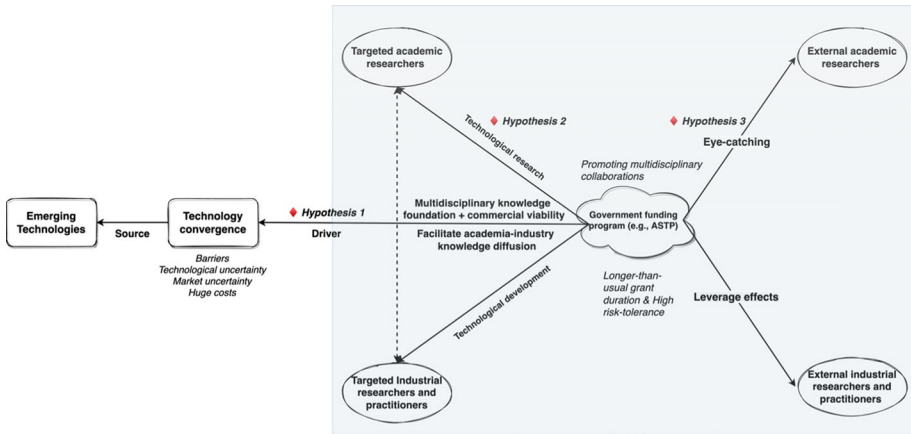 Targeted academic
researchers
External academic
researchers
Hypothesis 2
Hypothesis 3
Technological research
Eye-catching
Promoting multidisciplinary
collaborations
Emerging
Technologies
Source
Technology
convergence
Hypothesis 1
Driver
Multidisciplinary knowledge
foundation + commercial viability
Facilitate academia-industry
knowledge diffusion
Government funding
program (e.g., ASTP)
Barriers
Technological uncertainty
Market uncertainty
Huge costs
Technological development
Longer-than-
usual grant
duration & High
risk-tolerance
Leverage effects
Targeted Industrial
researchers and
practitioners
External industrial
researchers and
practitioners